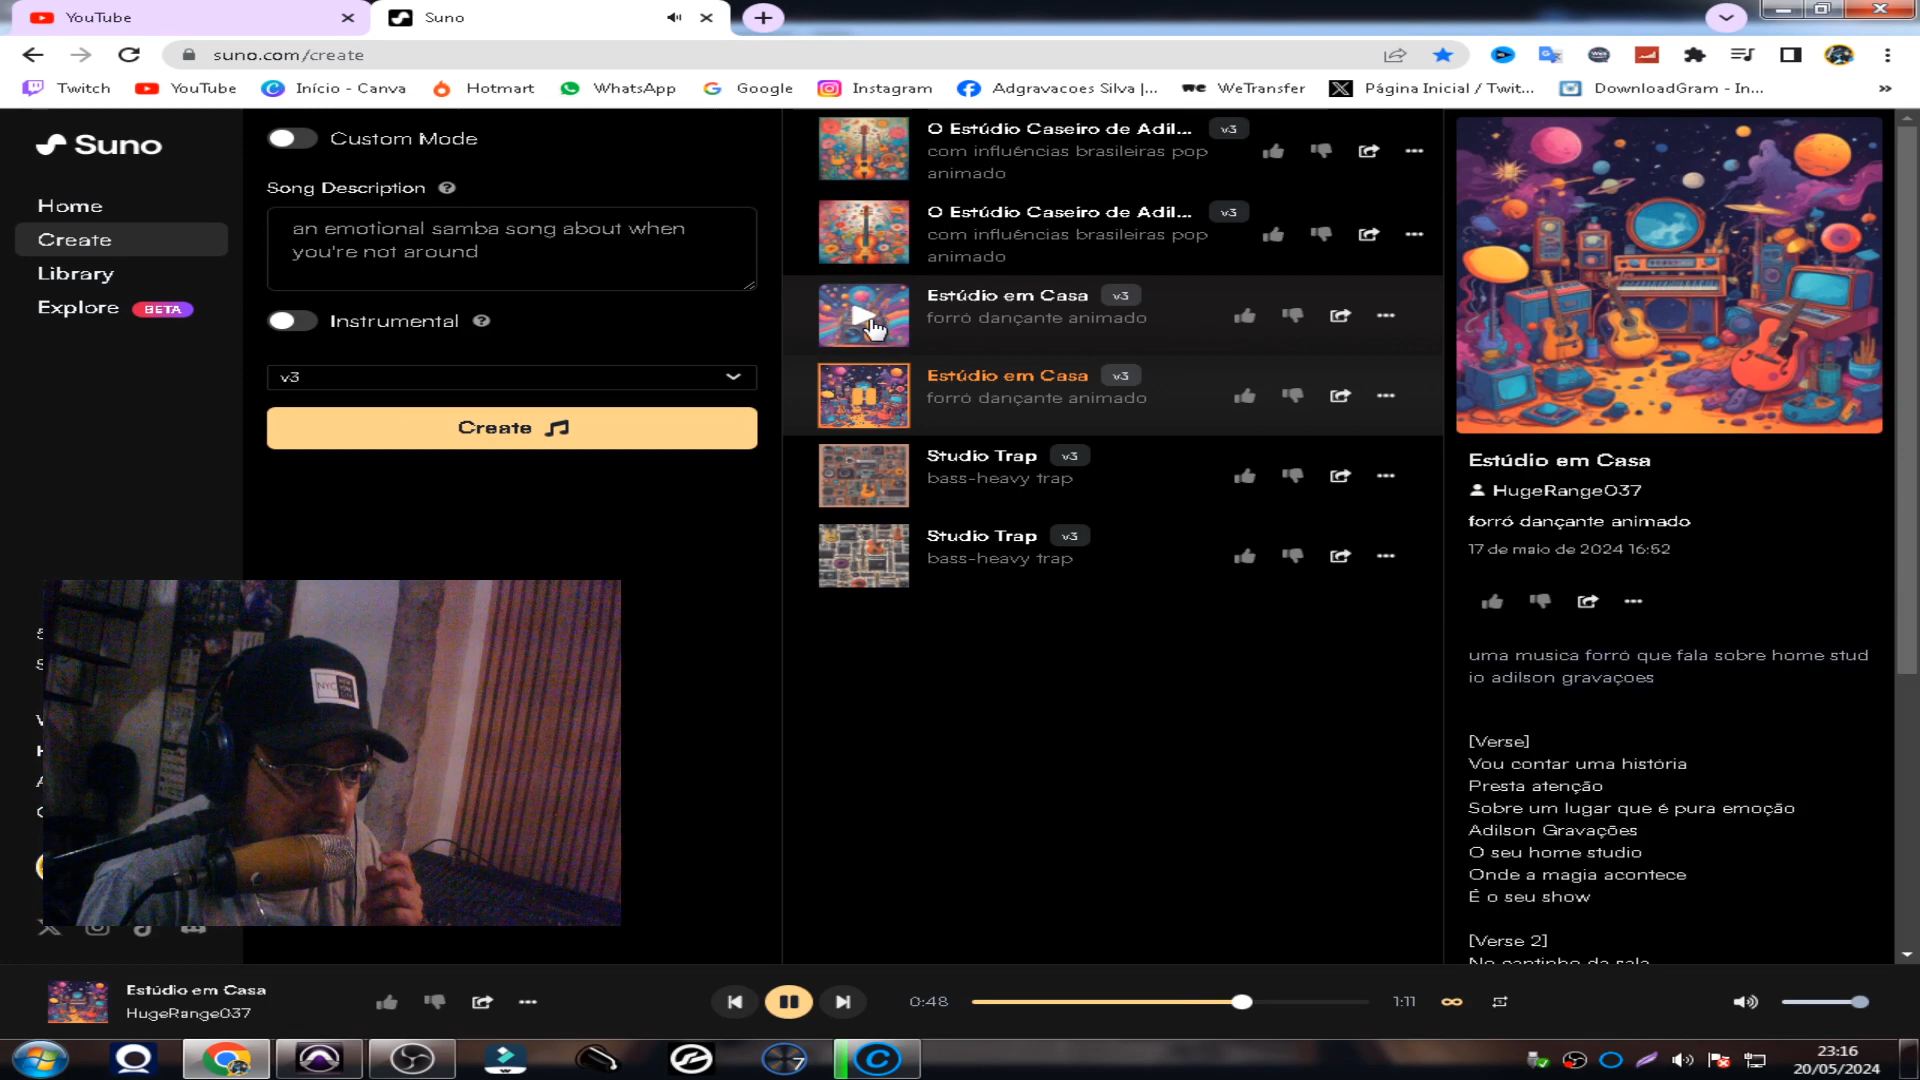 YouTube
Suno
suno.com/create
Twitch
YouTube
Início - Canva
Hotmart
WhatsApp
Google
Instagram
Adgravacoes Silva |...
WeTransfer
Página Inicial / Twit...
DownloadGram - In...
Suno
Home
Create
Library
Explore BETA
Custom Mode
Song Description
an emotional samba song about when
you're not around
Instrumental
v3
Create
O Estúdio Caseiro de Adil... v3
com influências brasileiras pop
animado
O Estúdio Caseiro de Adil... v3
com influências brasileiras pop
animado
Estúdio em Casa v3
forró dançante animado
Estúdio em Casa v3
forró dançante animado
Studio Trap v3
bass-heavy trap
Studio Trap v3
bass-heavy trap
Estúdio em Casa
HugeRange037
forró dançante animado
17 de maio de 2024 16:52
uma musica forró que fala sobre home stud
io adilson gravaçoes
[Verse]
Vou contar uma história
Presta atenção
Sobre um lugar que é pura emoção
Adilson Gravações
O seu home studio
Onde a magia acontece
É o seu show
[Verse 2]
No cantinho da sala
NYC
Estúdio em Casa
HugeRange037
0:48
1:11
23:16
20/05/2024